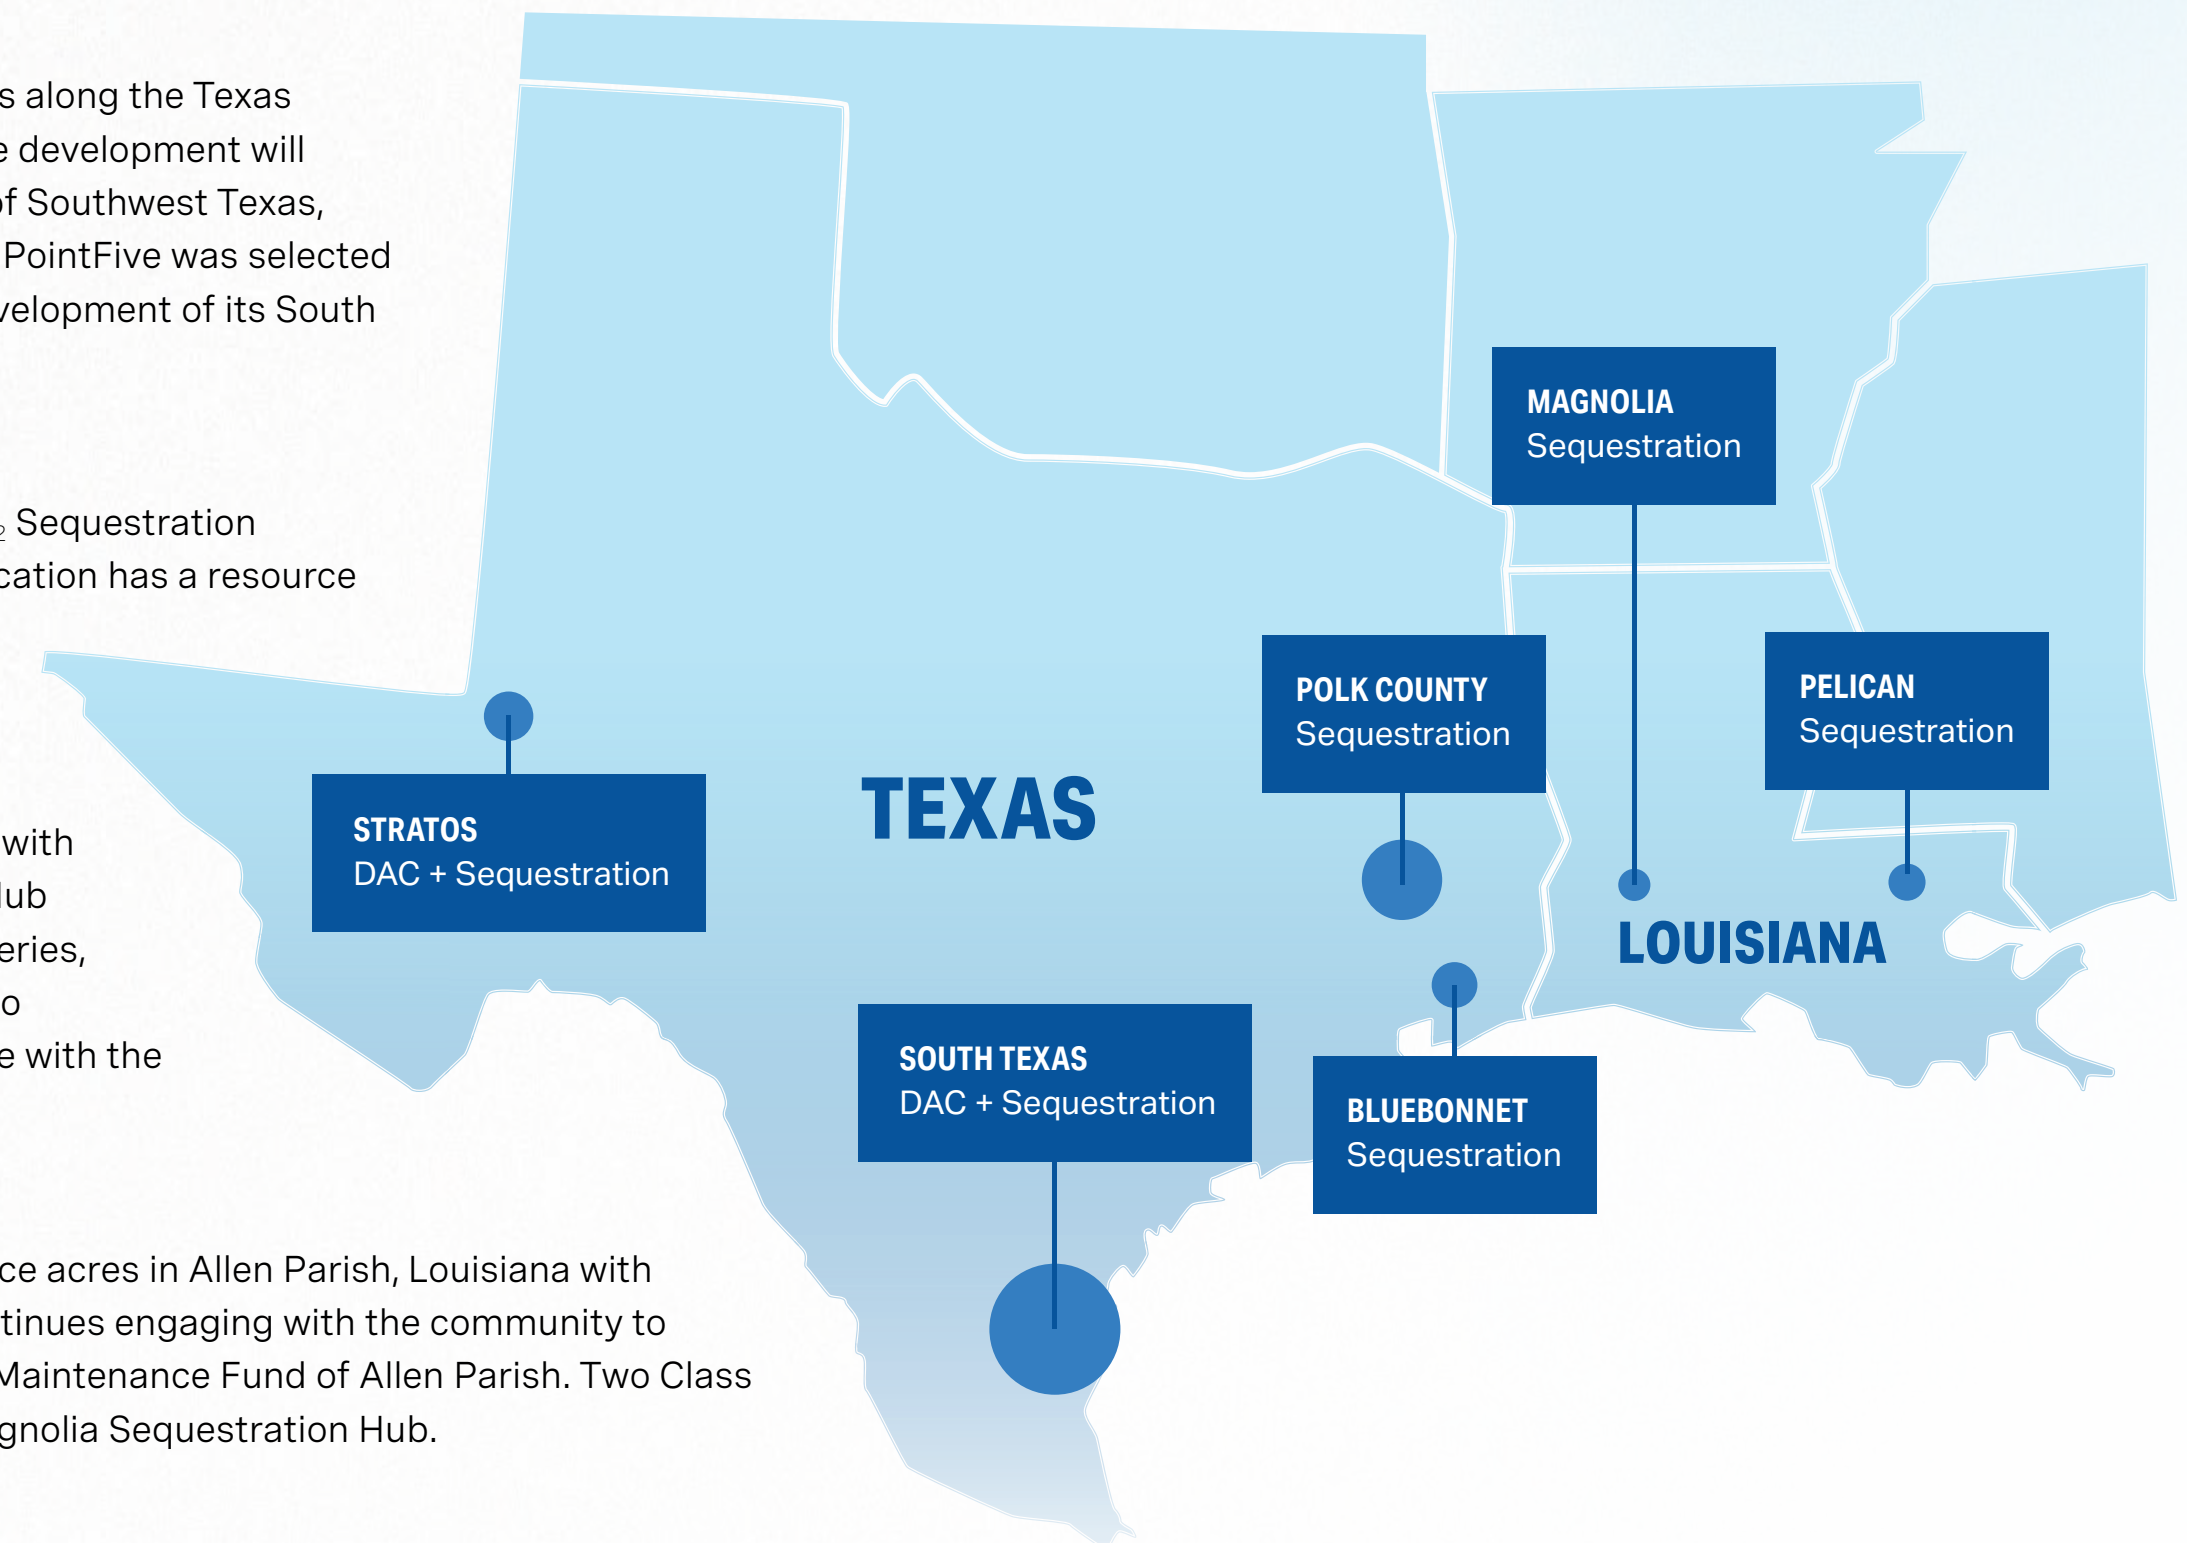 s along the Texas
e development will
of Southwest Texas,
PointFive was selected
velopment of its South
₂ Sequestration
cation has a resource
with
Hub
eries,
o
e with the
ce acres in Allen Parish, Louisiana with
tinues engaging with the community to
Maintenance Fund of Allen Parish. Two Class
gnolia Sequestration Hub.
MAGNOLIA
Sequestration
POLK COUNTY
Sequestration
PELICAN
Sequestration
STRATOS
DAC + Sequestration
TEXAS
LOUISIANA
SOUTH TEXAS
DAC + Sequestration
BLUEBONNET
Sequestration